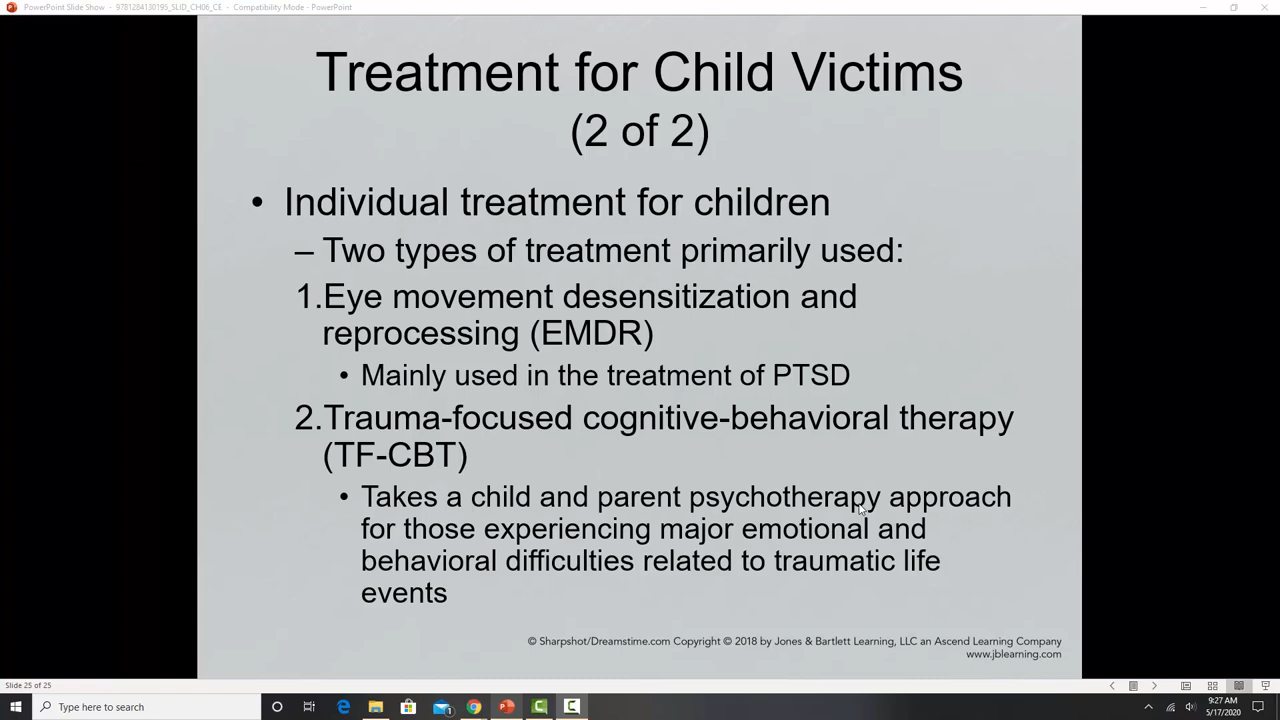 PowerPoint Slide Show - 9781284130195_SLID_CH06_CE - Compatibility Mode - PowerPoint
Treatment for Child Victims
(2 of 2)
• Individual treatment for children
– Two types of treatment primarily used:
1.Eye movement desensitization and
reprocessing (EMDR)
• Mainly used in the treatment of PTSD
2.Trauma-focused cognitive-behavioral therapy
(TF-CBT)
• Takes a child and parent psychotherapy approach
for those experiencing major emotional and
behavioral difficulties related to traumatic life
events
© Sharpshot/Dreamstime.com Copyright © 2018 by Jones & Bartlett Learning, LLC an Ascend Learning Company
www.jblearning.com
Slide 25 of 25
Type here to search
9:27 AM
5/17/2020